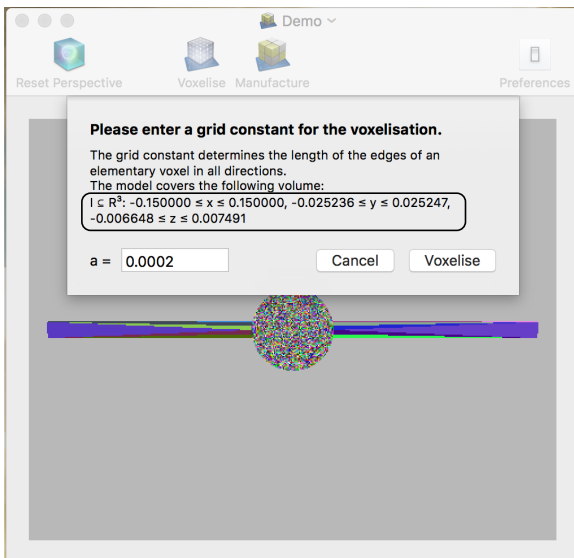 Demo
Reset Perspective
Voxelise
Manufacture
Preferences
Please enter a grid constant for the voxelisation.
The grid constant determines the length of the edges of an
elementary voxel in all directions.
The model covers the following volume:
I ⊆ R³: -0.150000 ≤ x ≤ 0.150000, -0.025236 ≤ y ≤ 0.025247,
-0.006648 ≤ z ≤ 0.007491
a =
0.0002
Cancel
Voxelise